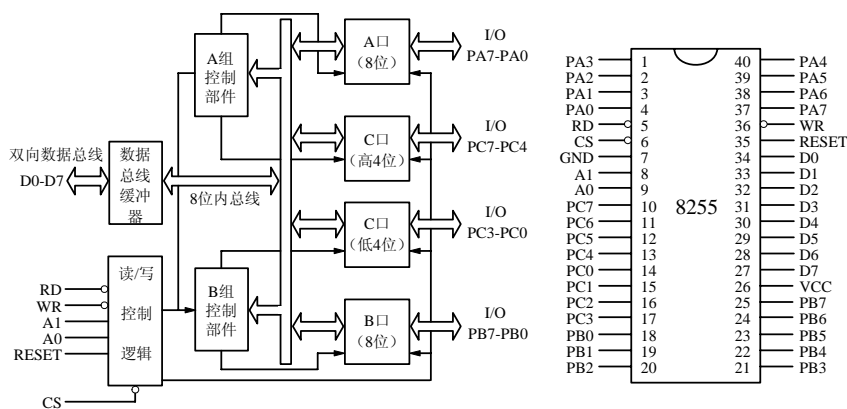 A组
控制
部件
A口
(8位)
I/O
PA7-PA0
C口
(高4位)
I/O
PC7-PC4
双向数据总线
D0-D7
数据
总线
缓冲
器
8位内总线
C口
(低4位)
I/O
PC3-PC0
读/写
控制
逻辑
RD
WR
A1
A0
RESET
CS
B组
控制
部件
B口
(8位)
I/O
PB7-PB0
PA3 1 40 PA4
PA2 2 39 PA5
PA1 3 38 PA6
PA0 4 37 PA7
RD 5 36 WR
CS 6 35 RESET
GND 7 34 D0
A1 8 33 D1
A0 9 32 D2
PC7 10 8255 31 D3
PC6 11 30 D4
PC5 12 29 D5
PC4 13 28 D6
PC0 14 27 D7
PC1 15 26 VCC
PC2 16 25 PB7
PC3 17 24 PB6
PB0 18 23 PB5
PB1 19 22 PB4
PB2 20 21 PB3